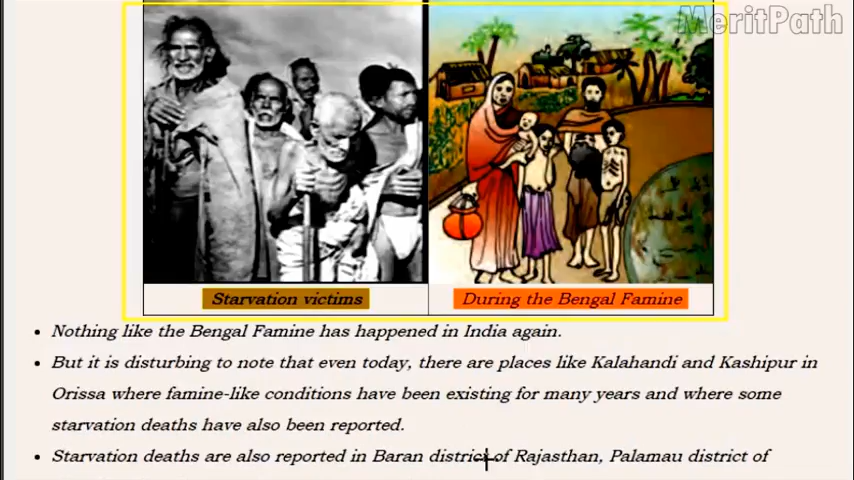 MeritPath
Starvation victims
During the Bengal Famine
• Nothing like the Bengal Famine has happened in India again.
• But it is disturbing to note that even today, there are places like Kalahandi and Kashipur in
Orissa where famine-like conditions have been existing for many years and where some
starvation deaths have also been reported.
• Starvation deaths are also reported in Baran district of Rajasthan, Palamau district of